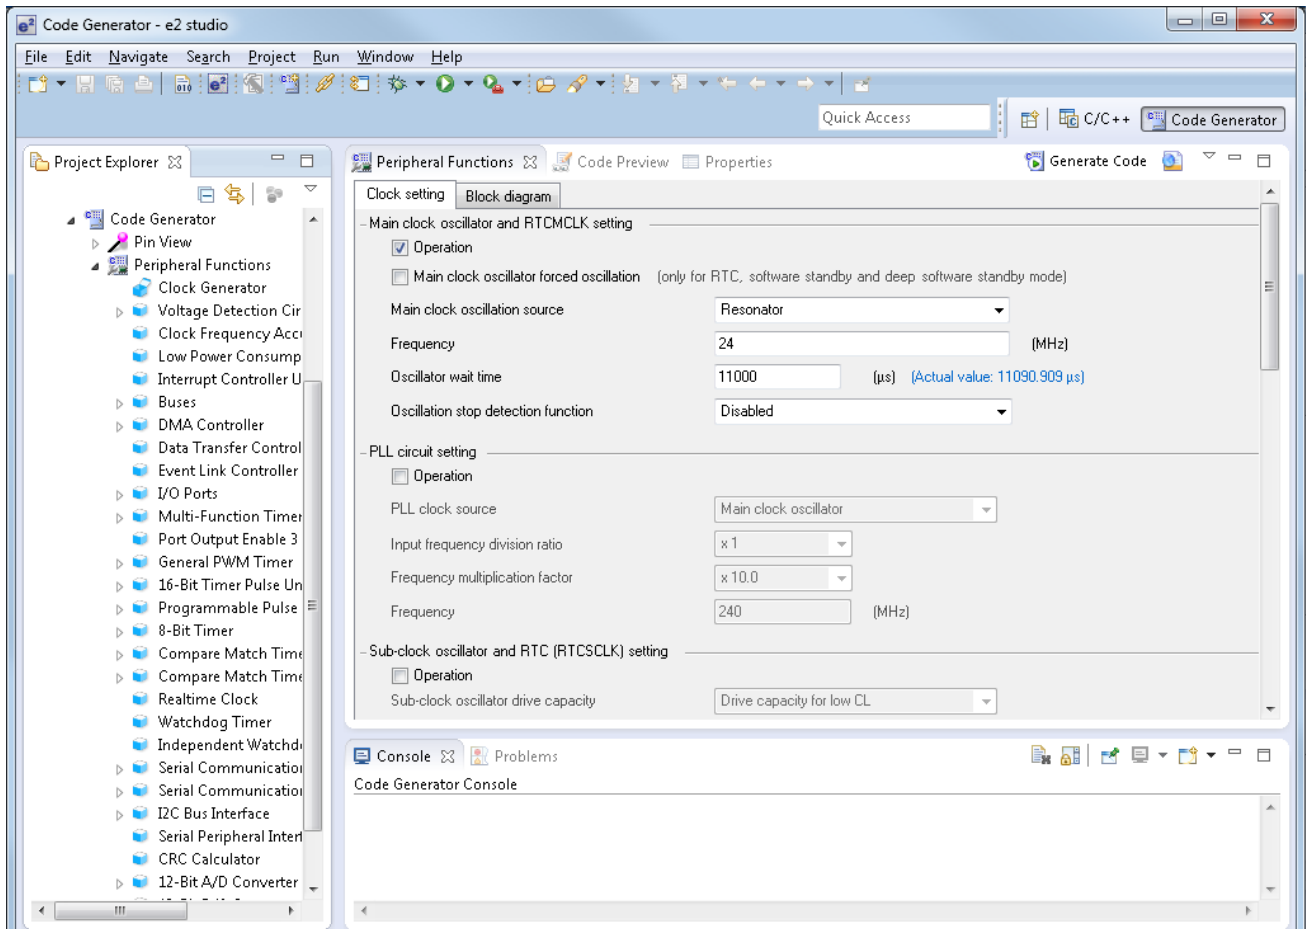 Code Generator - e2 studio
File Edit Navigate Search Project Run Window Help
Quick Access
C/C++ Code Generator
Project Explorer
Code Generator
Pin View
Peripheral Functions
Clock Generator
Voltage Detection Cir
Clock Frequency Acc
Low Power Consump
Interrupt Controller U
Buses
DMA Controller
Data Transfer Control
Event Link Controller
I/O Ports
Multi-Function Timer
Port Output Enable 3
General PWM Timer
16-Bit Timer Pulse Un
Programmable Pulse
8-Bit Timer
Compare Match Time
Compare Match Time
Realtime Clock
Watchdog Timer
Independent Watchd
Serial Communication
Serial Communication
I2C Bus Interface
Serial Peripheral Interf
CRC Calculator
12-Bit A/D Converter
Peripheral Functions Code Preview Properties Generate Code
Clock setting Block diagram
Main clock oscillator and RTCMCLK setting
Operation
Main clock oscillator forced oscillation (only for RTC, software standby and deep software standby mode)
Main clock oscillation source Resonator
Frequency 24 (MHz)
Oscillator wait time 11000 (µs) (Actual value: 11090.909 µs)
Oscillation stop detection function Disabled
PLL circuit setting
Operation
PLL clock source Main clock oscillator
Input frequency division ratio x 1
Frequency multiplication factor x 10.0
Frequency 240 (MHz)
Sub-clock oscillator and RTC (RTCSCLK) setting
Operation
Sub-clock oscillator drive capacity Drive capacity for low CL
Console Problems
Code Generator Console